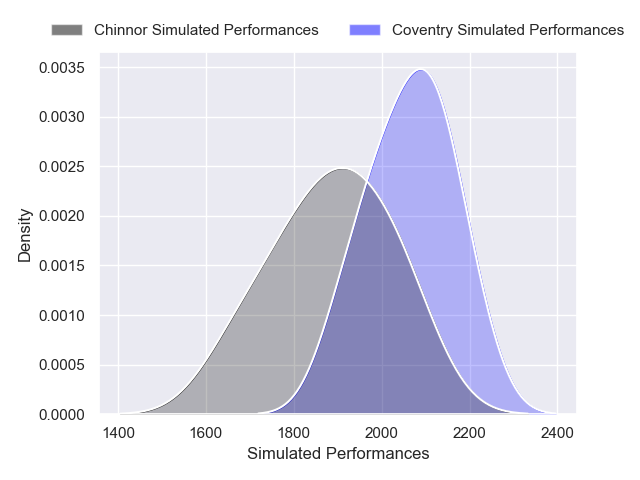 Chinnor Simulated Performances Coventry Simulated Performances
0.0035
0.0030
0.0025
0.0020
0.0015
0.0010
0.0005
0.0000
Density
1400 1600 1800 2000 2200 2400
Simulated Performances